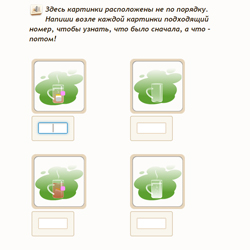 Здесь картинки расположены не по порядку.
Напиши возле каждой картинки подходящий
номер, чтобы узнать, что было сначала, а что -
потом!